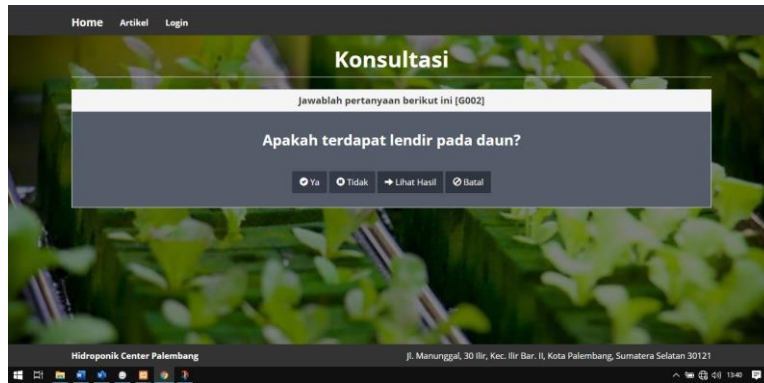 Home Artikel Login
Konsultasi
Jawablah pertanyaan berikut ini [G002]
Apakah terdapat lendir pada daun?
Ya Tidak Lihat Hasil Batal
Hidroponik Center Palembang Jl. Manunggal, 30 Ilir, Kec. Ilir Bar. II, Kota Palembang, Sumatera Selatan 30121
13:40